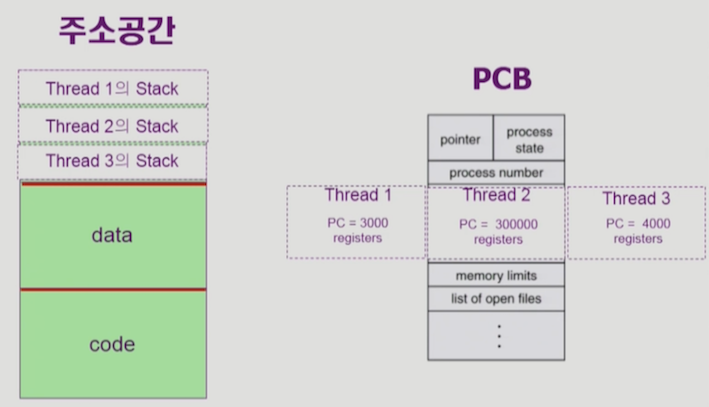 주소공간
Thread 1의 Stack
Thread 2의 Stack
Thread 3의 Stack
data
code
PCB
pointer
process
state
process number
Thread 1
PC = 3000
registers
Thread 2
PC = 300000
registers
Thread 3
PC = 4000
registers
memory limits
list of open files